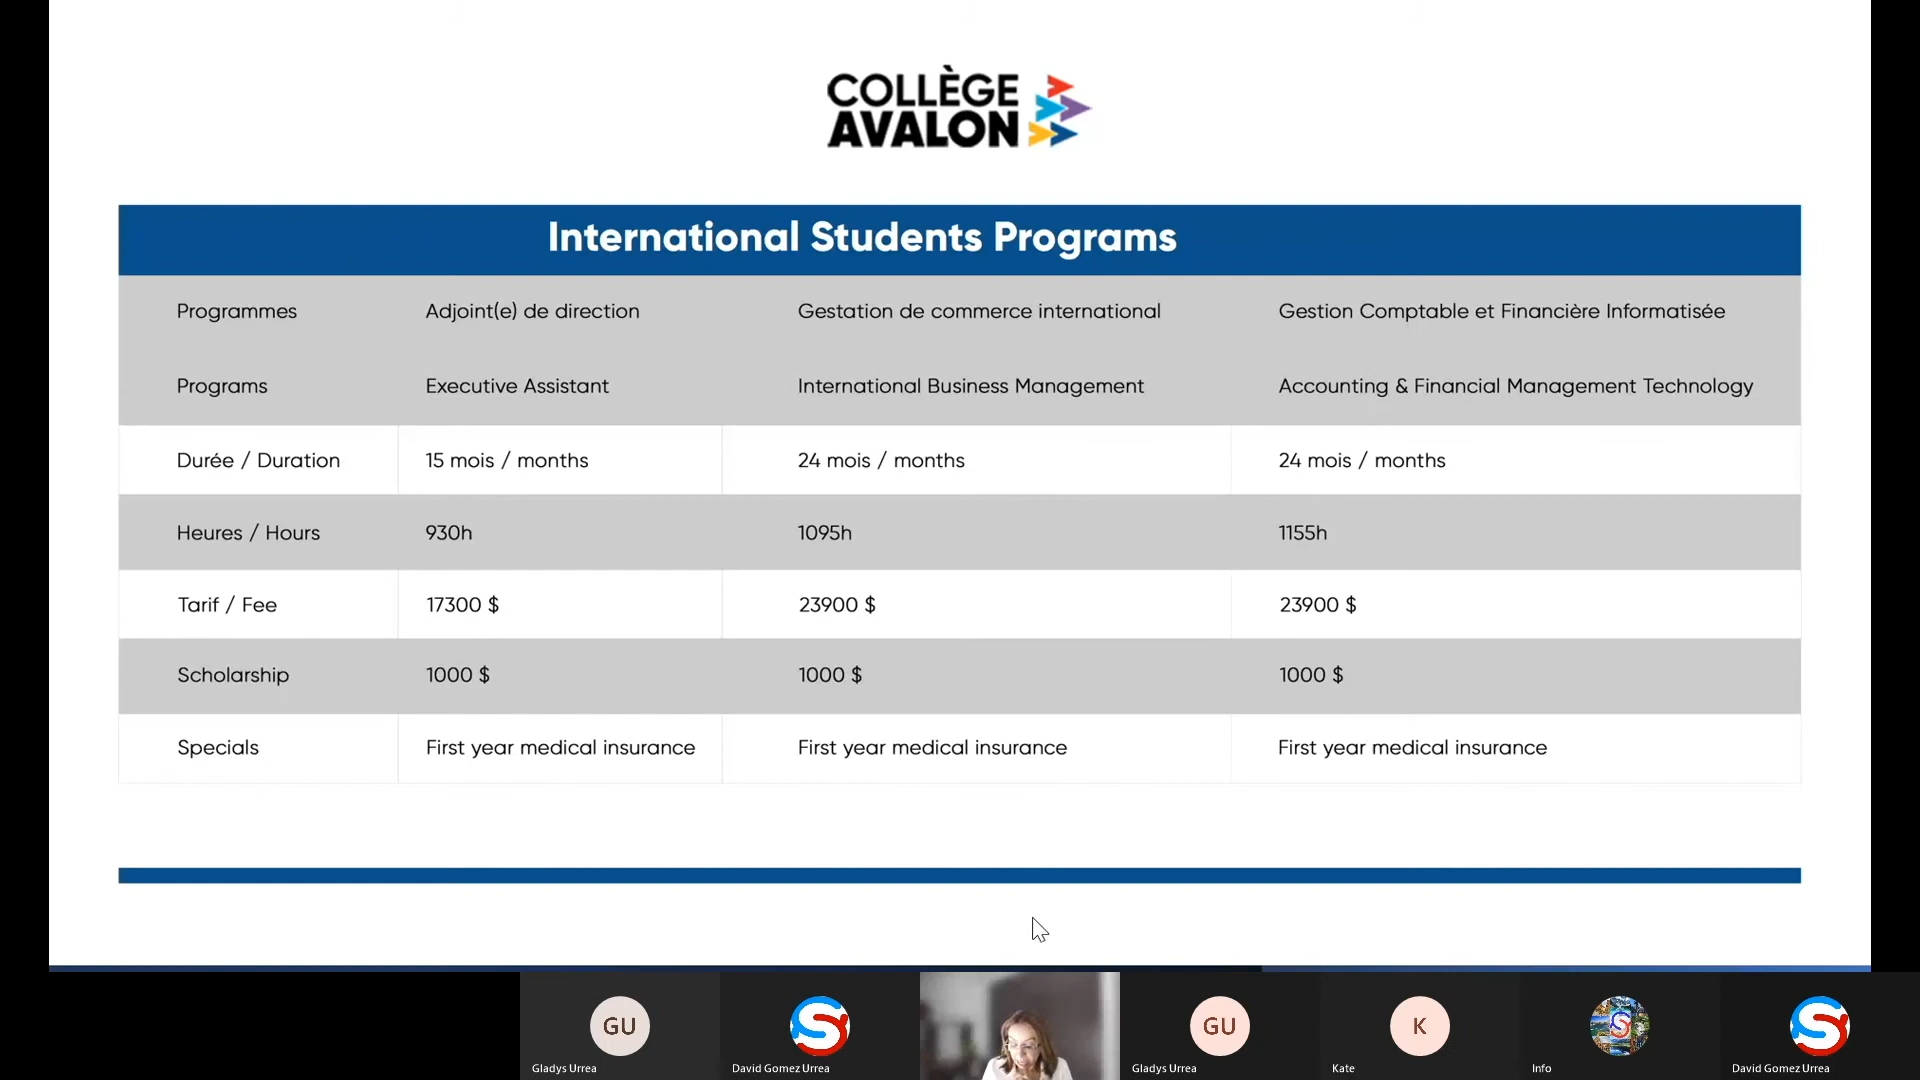 COLLÈGE
AVALON
International Students Programs
Programmes Adjoint(e) de direction Gestation de commerce international Gestion Comptable et Financière Informatisée
Programs Executive Assistant International Business Management Accounting & Financial Management Technology
Durée / Duration 15 mois / months 24 mois / months 24 mois / months
Heures / Hours 930h 1095h 1155h
Tarif / Fee 17300 $ 23900 $ 23900 $
Scholarship 1000 $ 1000 $ 1000 $
Specials First year medical insurance First year medical insurance First year medical insurance
GU GU K
Gladys Urrea David Gomez Urrea Gladys Urrea Kate Info David Gomez Urrea